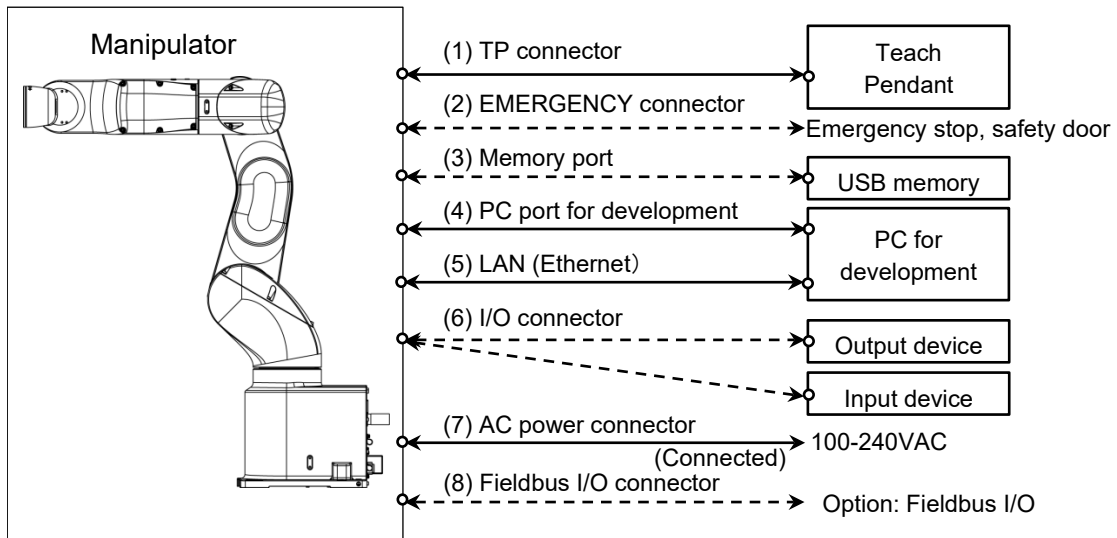 Manipulator
(1) TP connector
Teach
Pendant
(2) EMERGENCY connector
Emergency stop, safety door
(3) Memory port
USB memory
(4) PC port for development
PC for
development
(5) LAN (Ethernet）
(6) I/O connector
Output device
Input device
(7) AC power connector
(Connected)
100-240VAC
(8) Fieldbus I/O connector
Option: Fieldbus I/O